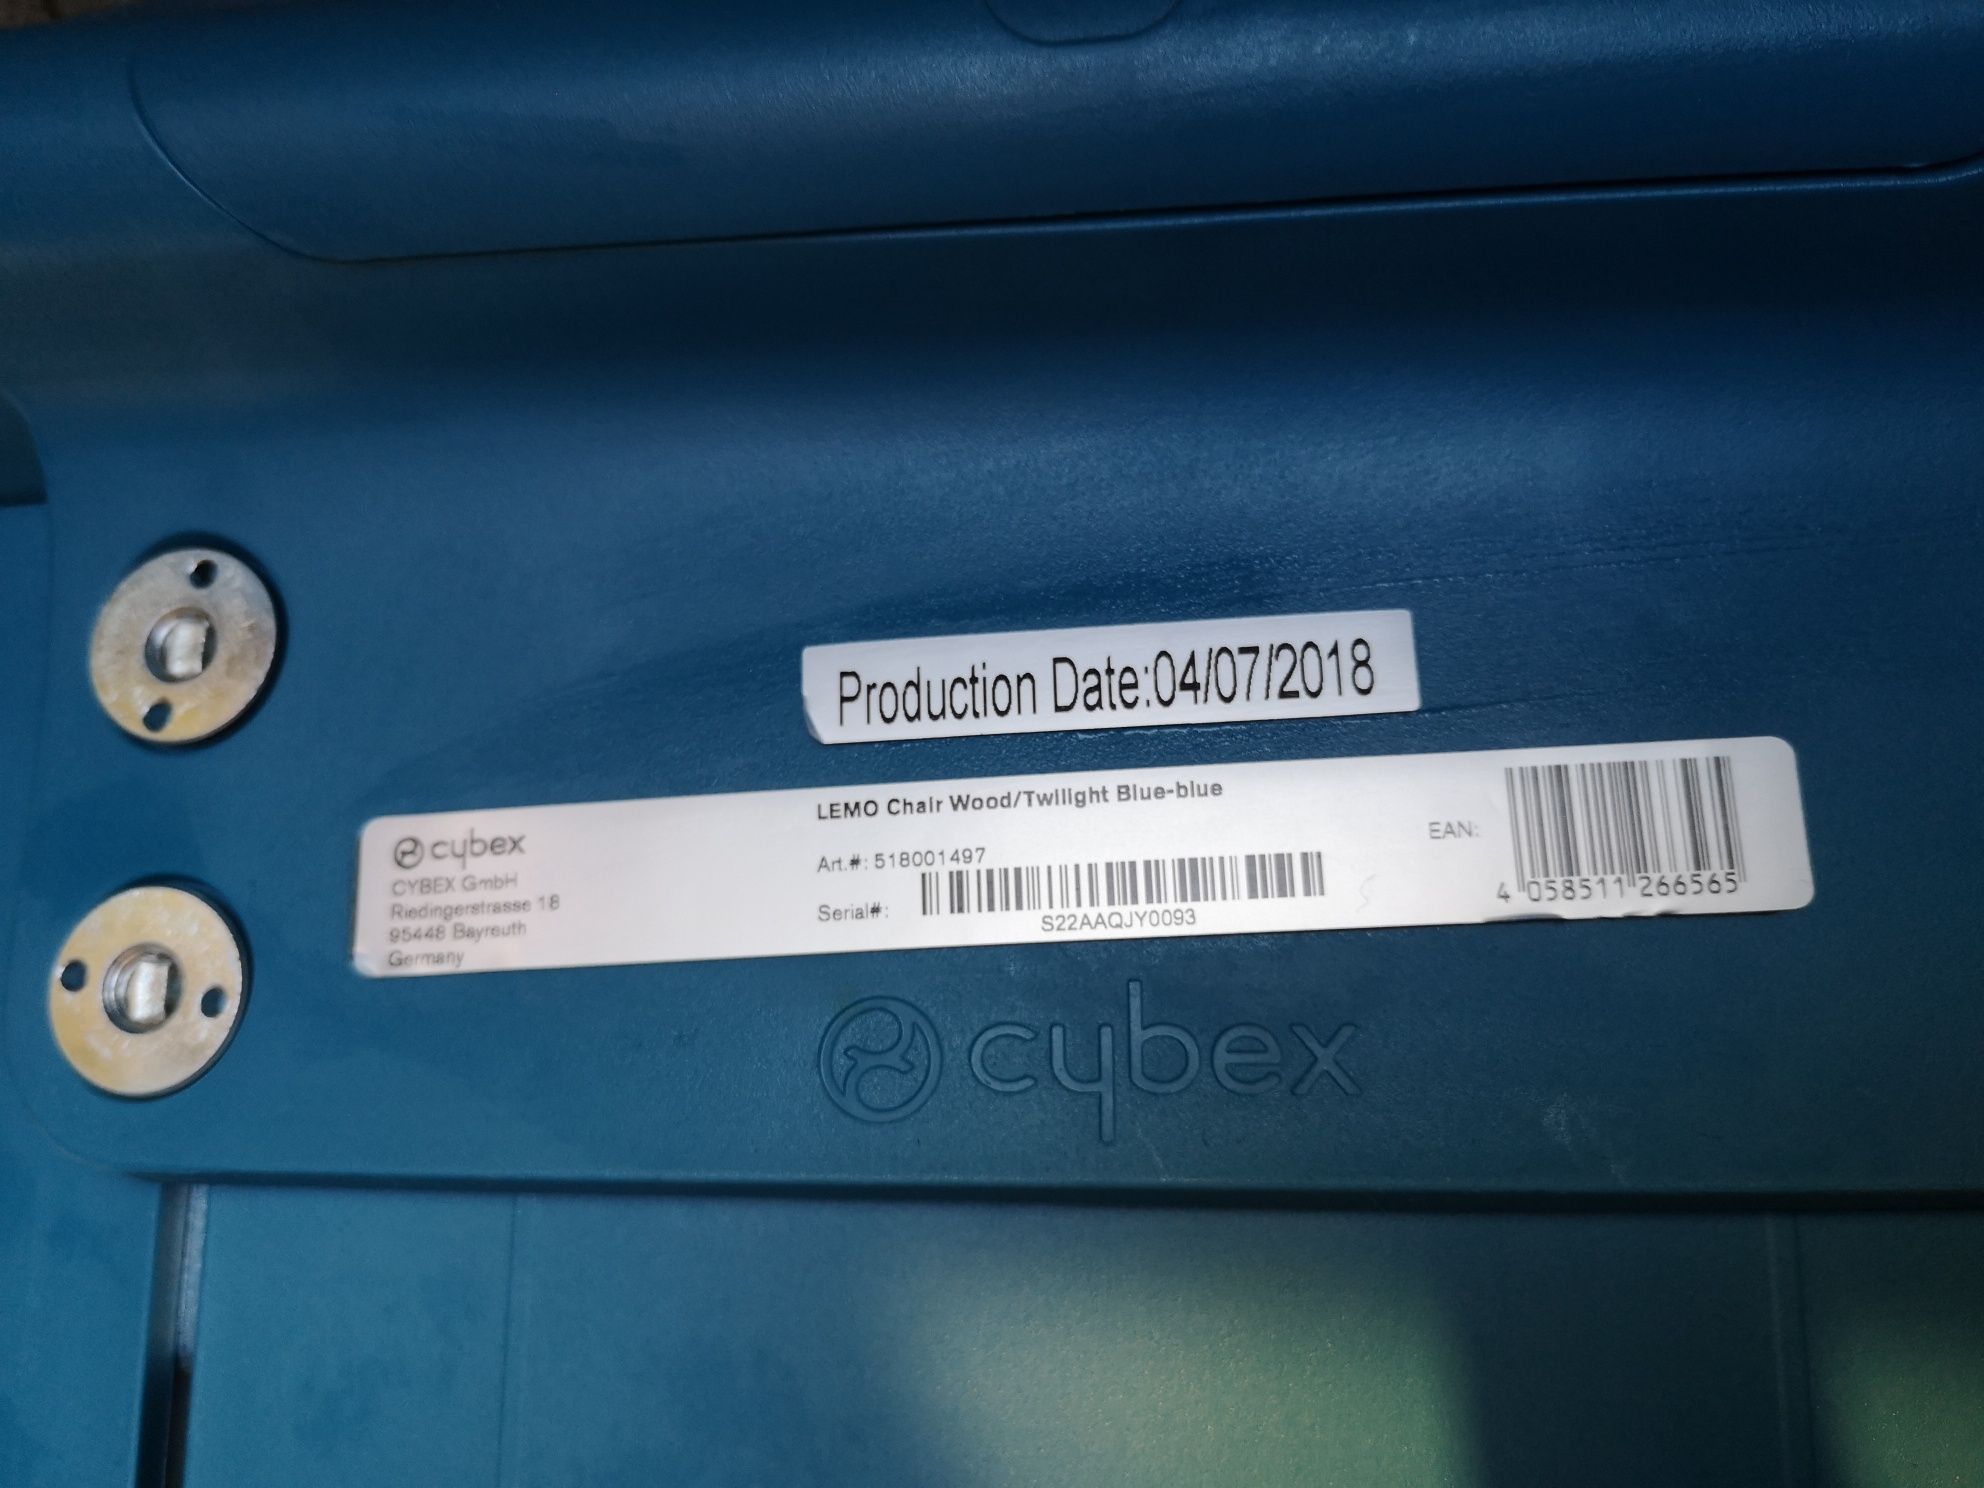 Production Date:04/07/2018
LEMO Chair Wood/Twilight Blue-blue
cybex
CYBEX GmbH
Riedingerstrasse 18
95448 Bayreuth
Germany
Art.#: 518001497
Serial#:
S22AAQJY0093
EAN:
4 058511 266565
cybex